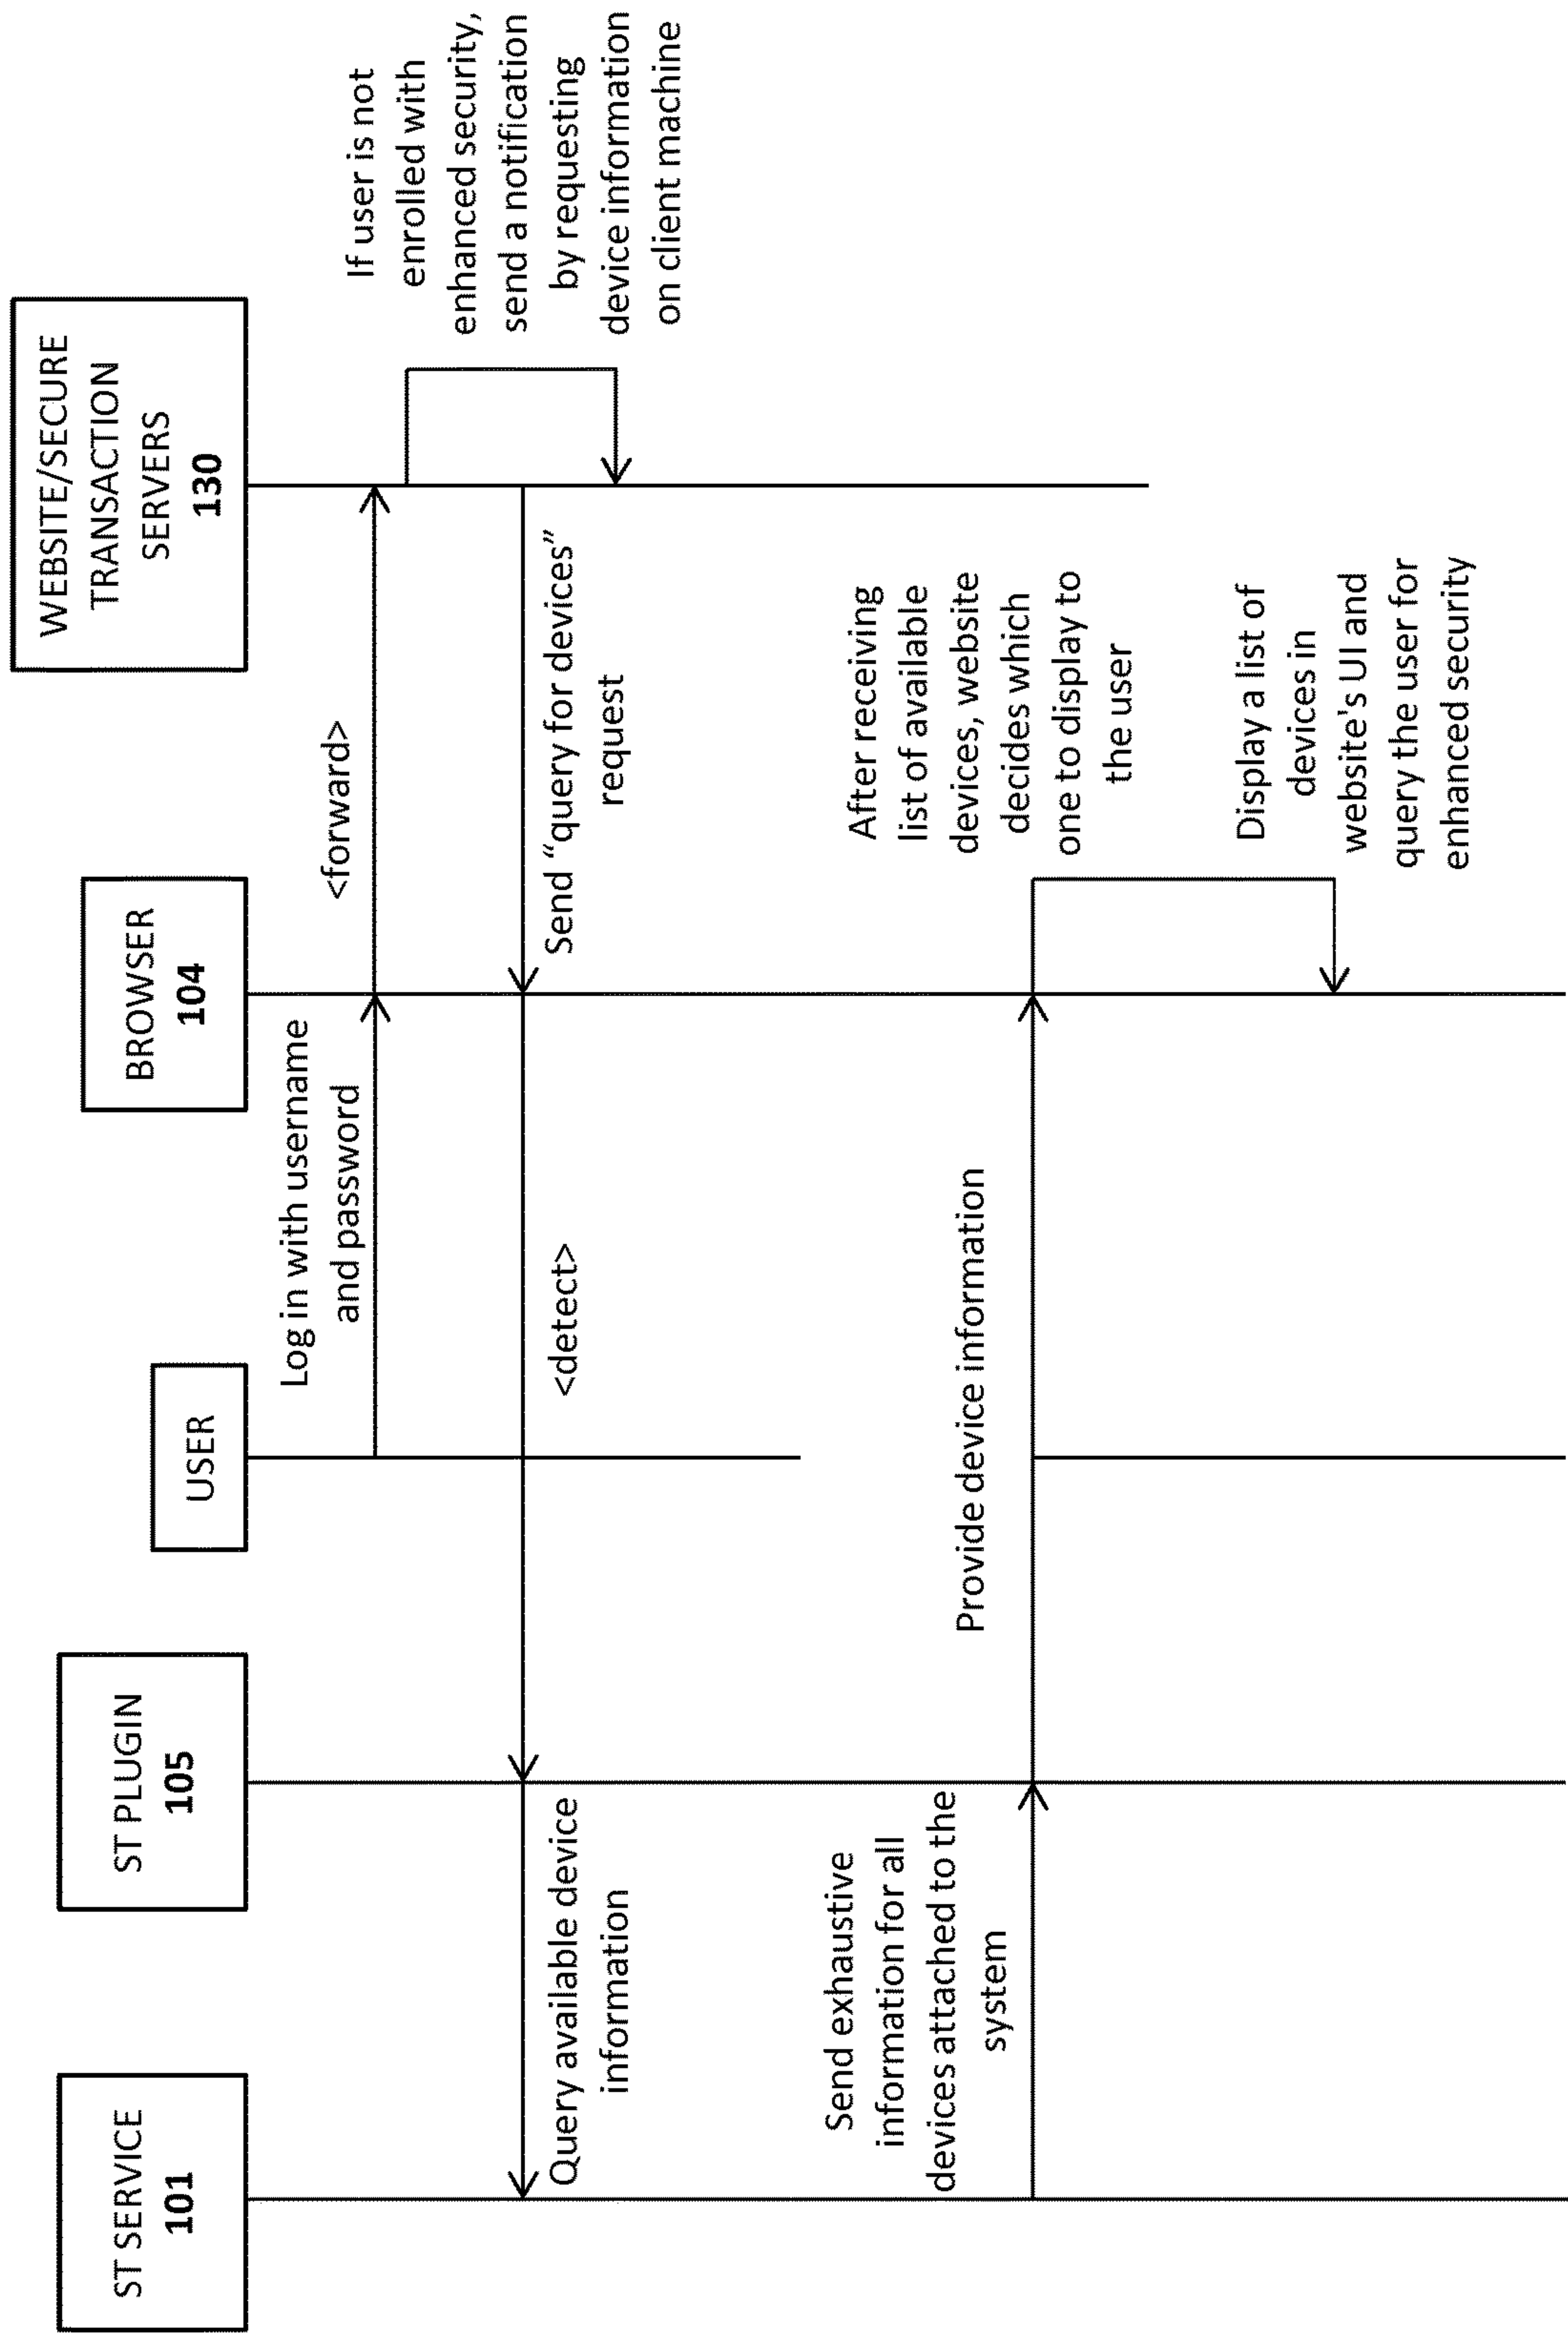 ST SERVICE
101
ST PLUGIN
105
USER
BROWSER
104
WEBSITE/SECURE
TRANSACTION
SERVERS
130
Log in with username
and password
<forward>
If user is not
enrolled with
enhanced security,
send a notification
by requesting
device information
on client machine
Send “query for devices”
request
<detect>
Query available device
information
Send exhaustive
information for all
devices attached to the
system
Provide device information
After receiving
list of available
devices, website
decides which
one to display to
the user
Display a list of
devices in
website's UI and
query the user for
enhanced security